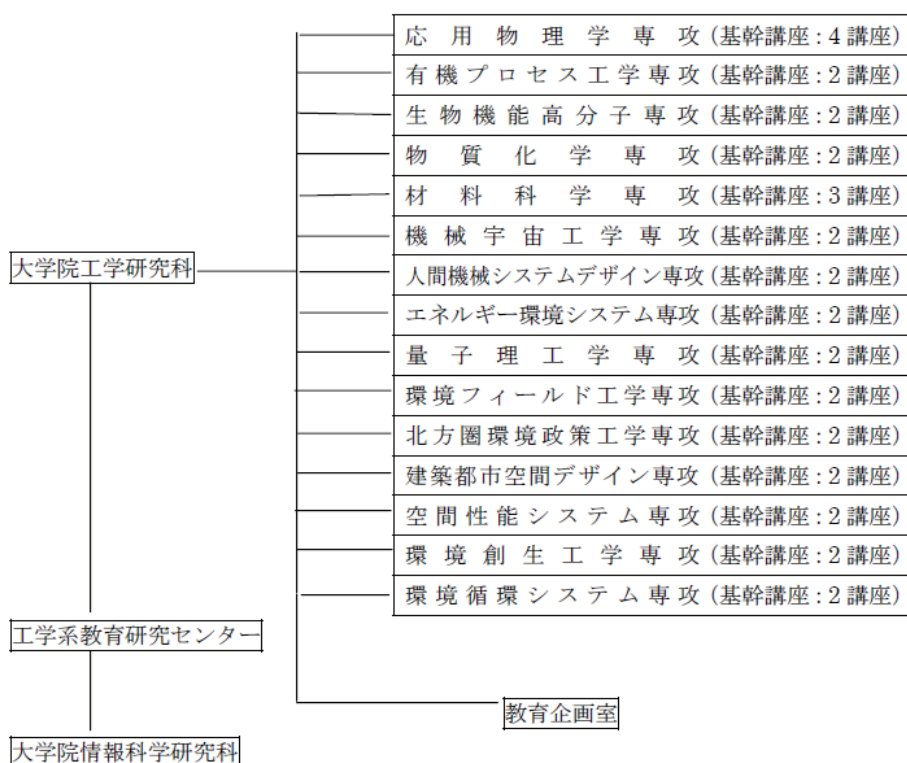 応用物理学専攻(基幹講座:4講座)
有機プロセス工学専攻(基幹講座:2講座)
生物機能高分子専攻(基幹講座:2講座)
物質化学専攻(基幹講座:2講座)
材料科学専攻(基幹講座:3講座)
機械宇宙工学専攻(基幹講座:2講座)
大学院工学研究科
人間機械システムデザイン専攻(基幹講座:2講座)
エネルギー環境システム専攻(基幹講座:2講座)
量子理工学専攻(基幹講座:2講座)
環境フィールド工学専攻(基幹講座:2講座)
北方圏環境政策工学専攻(基幹講座:2講座)
建築都市空間デザイン専攻(基幹講座:2講座)
空間性能システム専攻(基幹講座:2講座)
環境創生工学専攻(基幹講座:2講座)
環境循環システム専攻(基幹講座:2講座)
工学系教育研究センター
教育企画室
大学院情報科学研究科